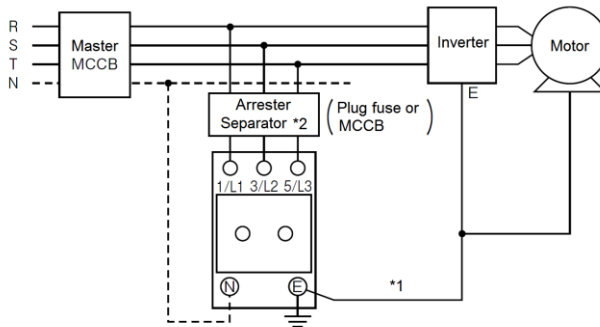 R
S
T
N
Master
MCCB
Inverter
Motor
E
Arrester
Separator *2
(Plug fuse or
MCCB)
1/L1 3/L2 5/L3
N
E
*1